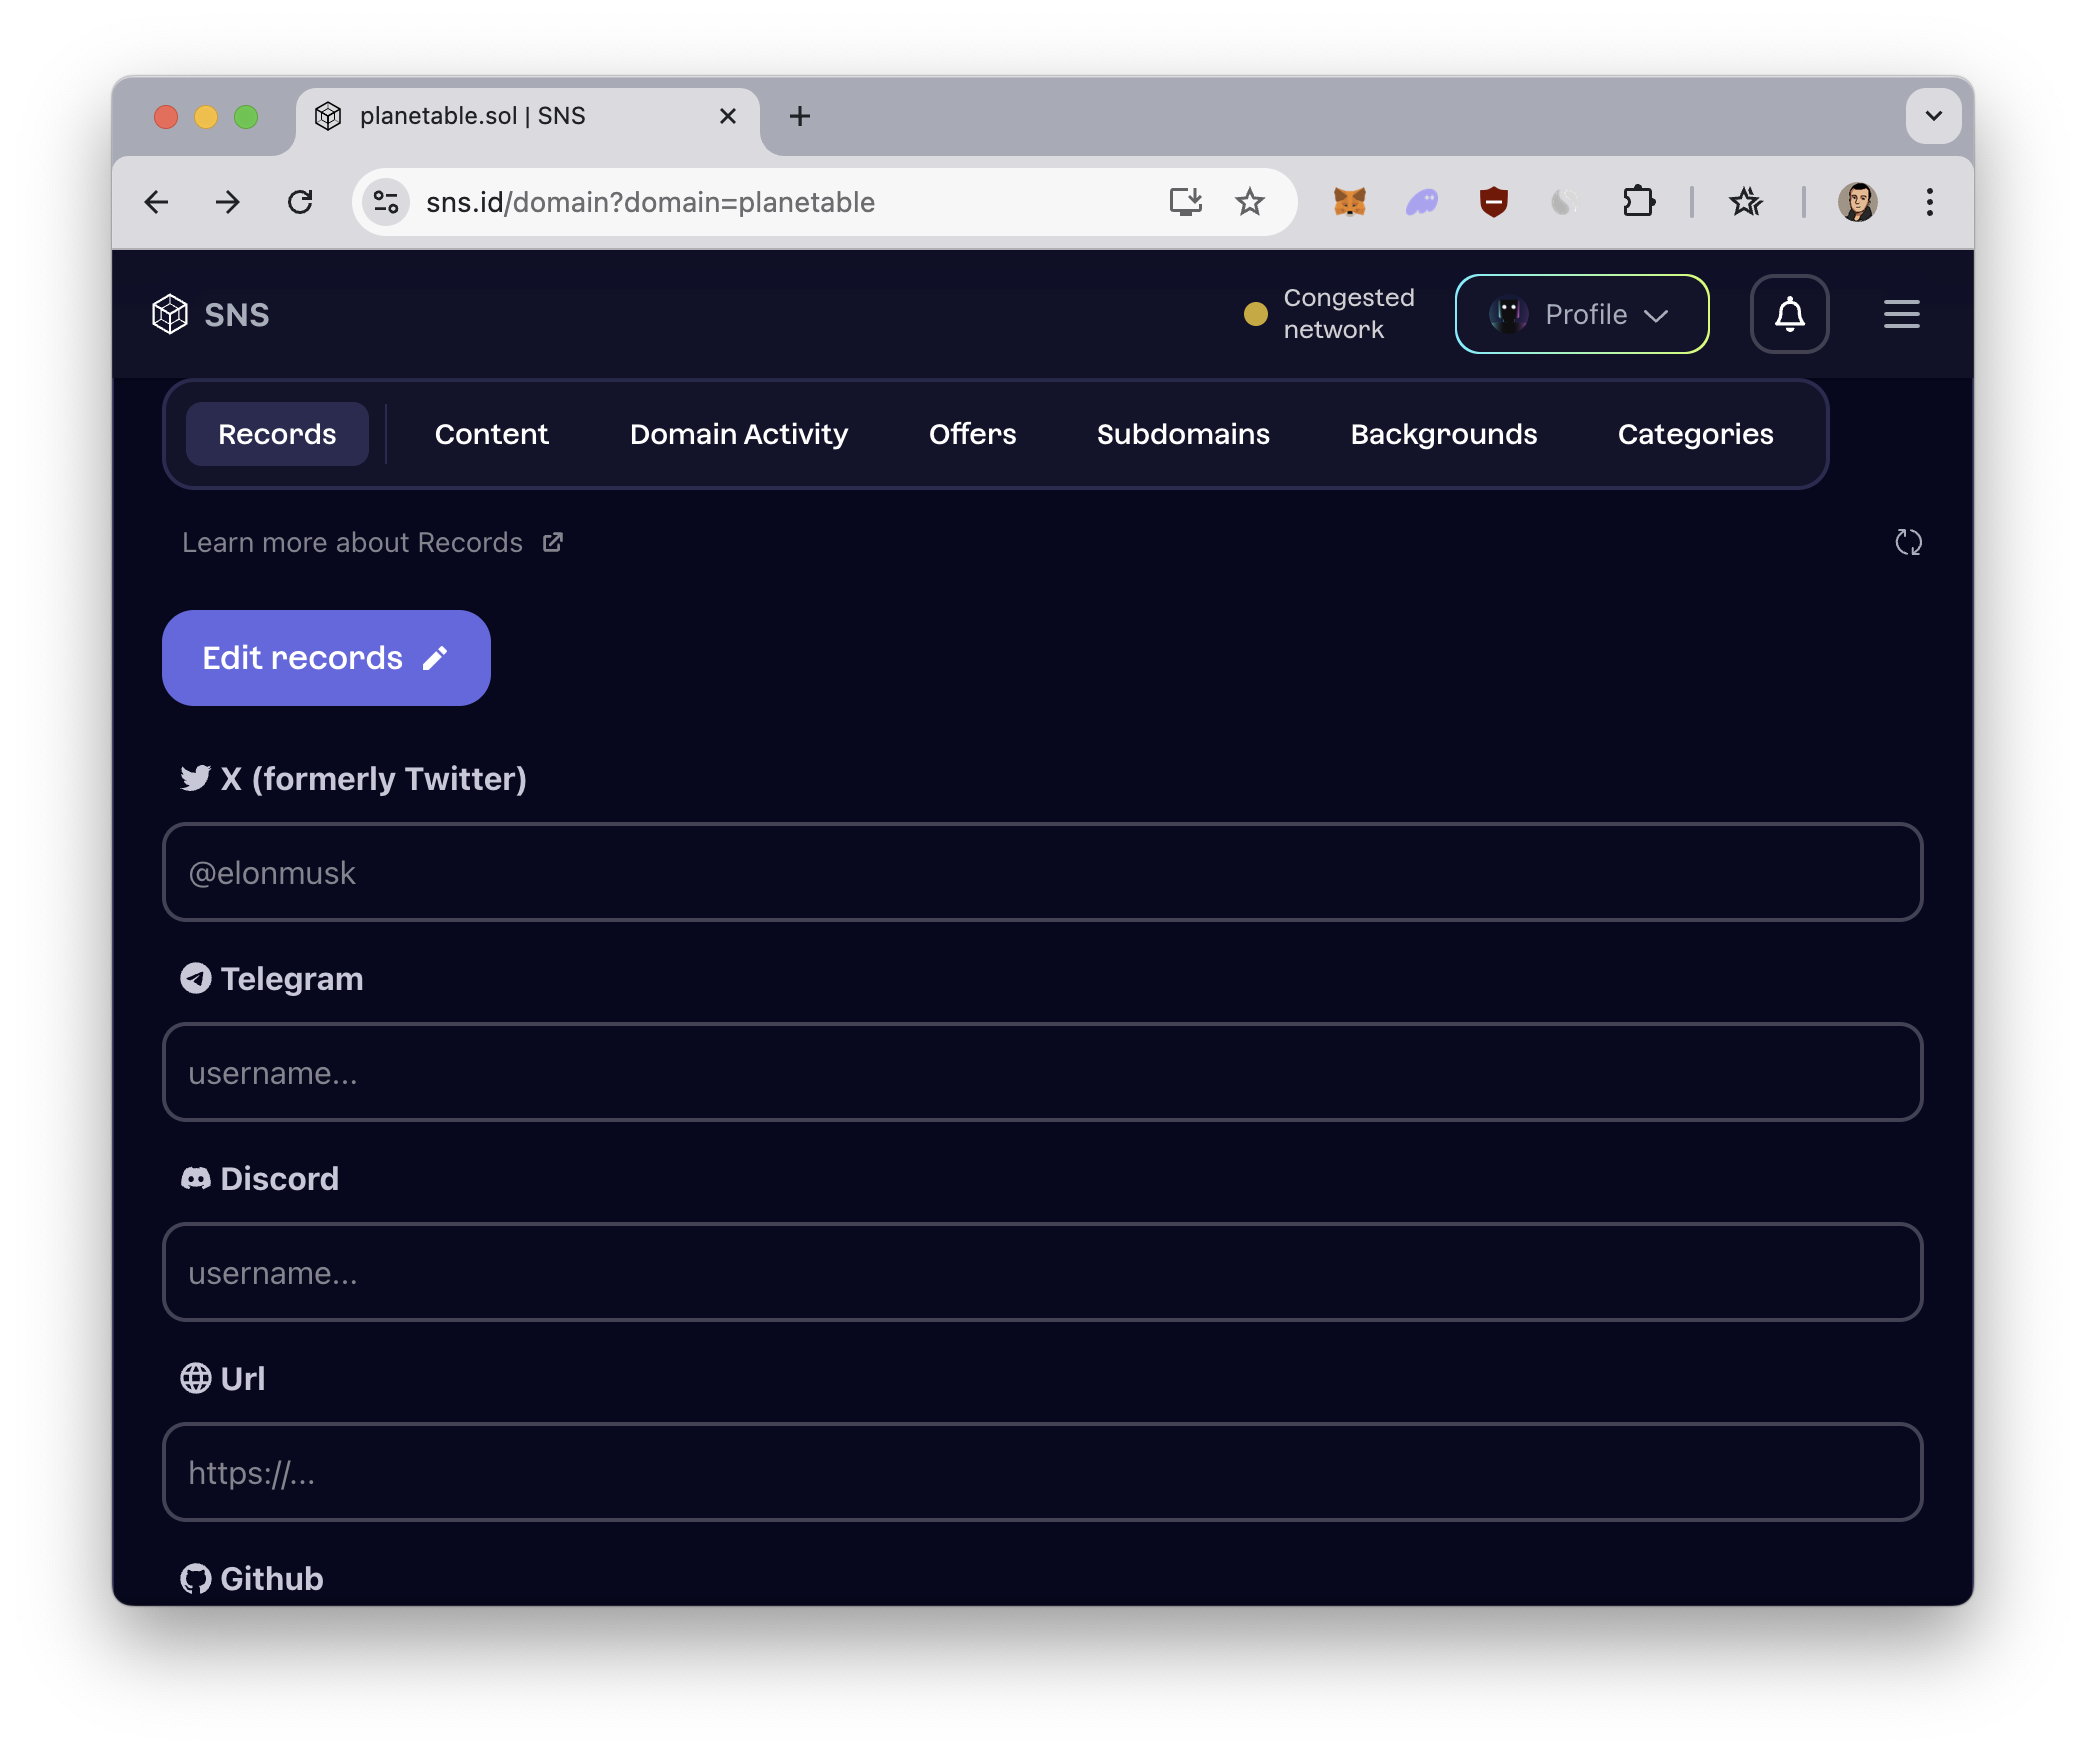 planetable.sol | SNS
sns.id/domain?domain=planetable
SNS
Congested
network
Profile
Records
Content
Domain Activity
Offers
Subdomains
Backgrounds
Categories
Learn more about Records
Edit records
X (formerly Twitter)
@elonmusk
Telegram
username...
Discord
username...
Url
https://...
Github